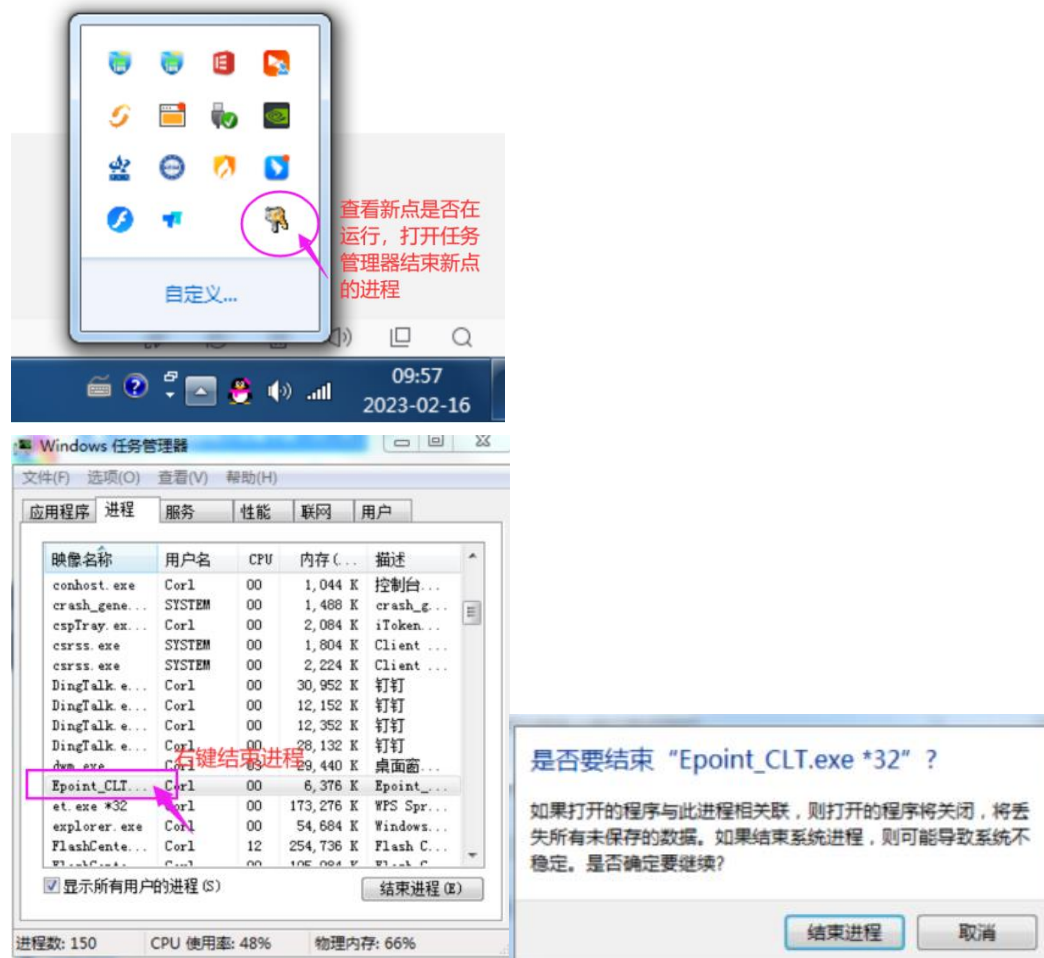 查看新点是否在
运行，打开任务
管理器结束新点
的进程
自定义...
09:57
2023-02-16
Windows 任务管理器
文件(F) 选项(O) 查看(V) 帮助(H)
应用程序 进程 服务 性能 联网 用户
映像名称 用户名 CPU 内存(... 描述
conhost.exe Corl 00 1,044 K 控制台...
crash_gene... SYSTEM 00 1,488 K crash_g...
cspTray.ex... Corl 00 2,084 K iToken...
csrss.exe SYSTEM 00 1,804 K Client ...
csrss.exe SYSTEM 00 2,224 K Client ...
DingTalk.e... Corl 00 30,952 K 钉钉
DingTalk.e... Corl 00 12,152 K 钉钉
DingTalk.e... Corl 00 12,352 K 钉钉
DingTalk.e... Corl 00 28,132 K 钉钉
右键结束进程
dwm.exe Corl 03 29,440 K 桌面窗...
Epoint_CLT... Corl 00 6,376 K Epoint_...
et.exe *32 Corl 00 173,276 K WPS Spr...
explorer.exe Corl 00 54,684 K Windows...
FlashCente... Corl 12 254,736 K Flash C...
显示所有用户的进程(S) 结束进程(E)
进程数: 150 CPU 使用率: 48% 物理内存: 66%
是否要结束“Epoint_CLT.exe *32”？
如果打开的程序与此进程相关联，则打开的程序将关闭，将丢
失所有未保存的数据。如果结束系统进程，则可能导致系统不
稳定。是否确定要继续?
结束进程 取消